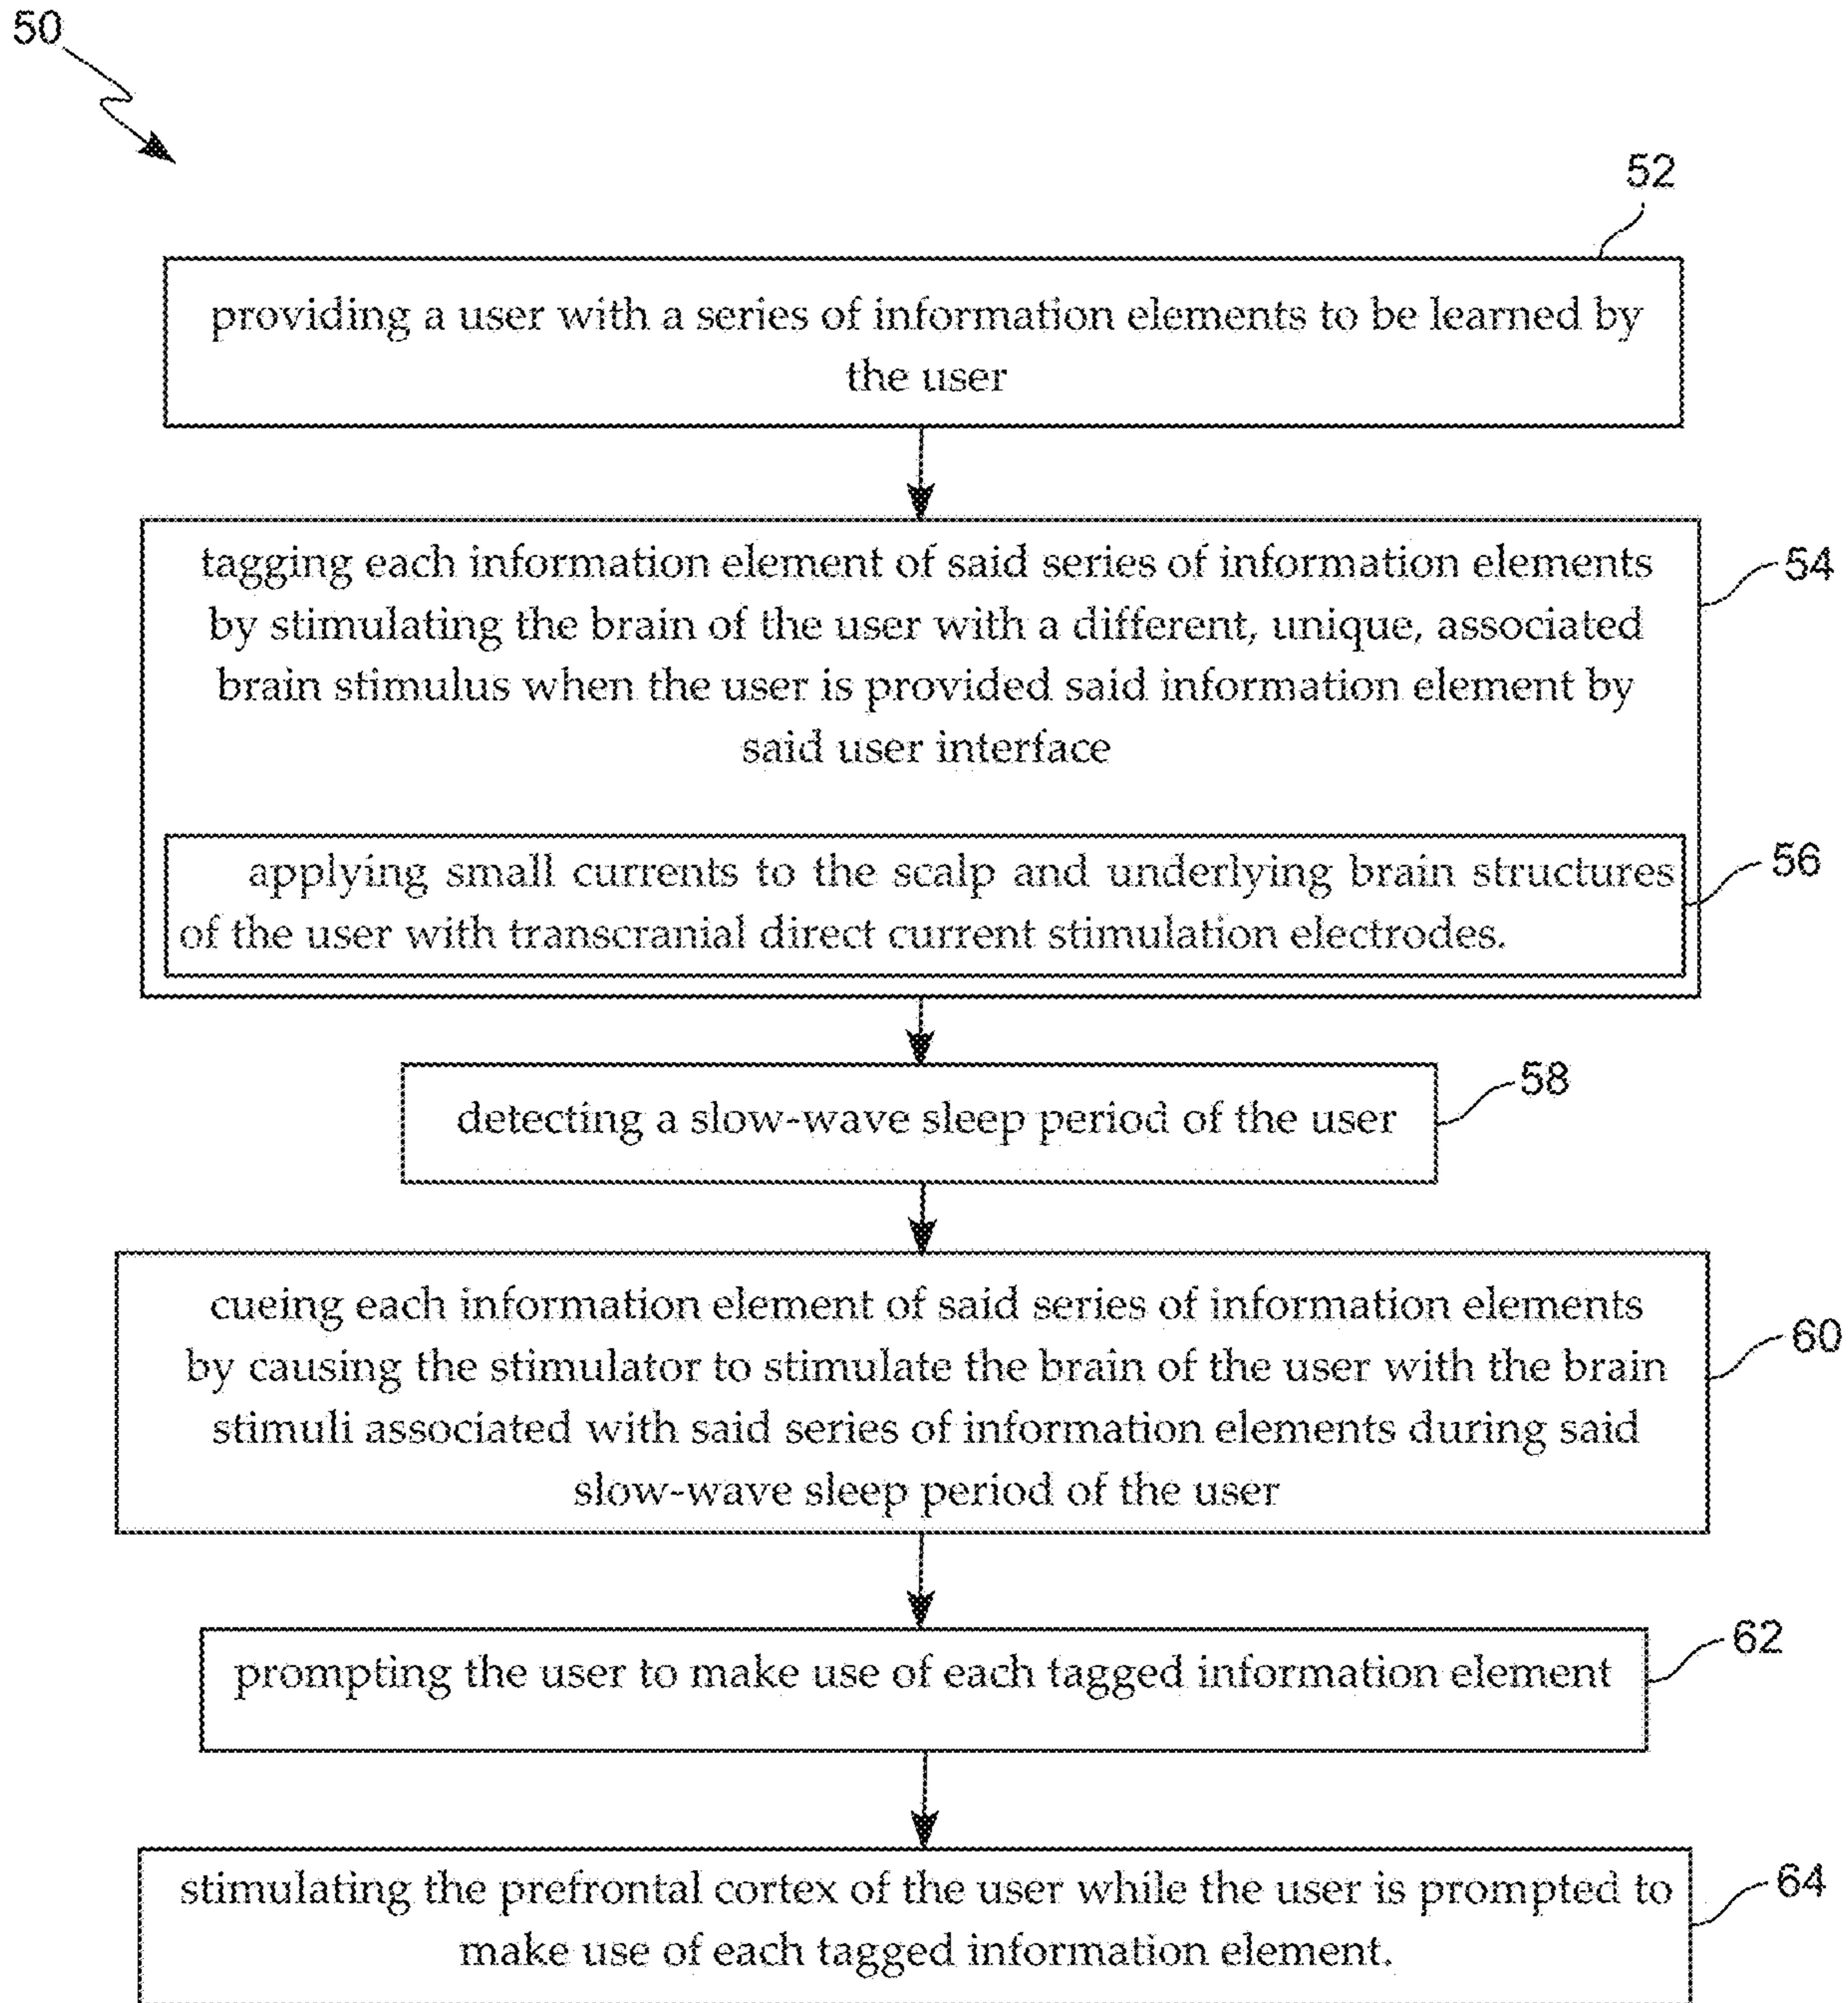 50
52
providing a user with a series of information elements to be learned by
the user
tagging each information element of said series of information elements
by stimulating the brain of the user with a different, unique, associated
brain stimulus when the user is provided said information element by
said user interface
54
applying small currents to the scalp and underlying brain structures
of the user with transcranial direct current stimulation electrodes.
56
detecting a slow-wave sleep period of the user
58
cueing each information element of said series of information elements
by causing the stimulator to stimulate the brain of the user with the brain
stimuli associated with said series of information elements during said
slow-wave sleep period of the user
60
prompting the user to make use of each tagged information element
62
stimulating the prefrontal cortex of the user while the user is prompted to
make use of each tagged information element.
64